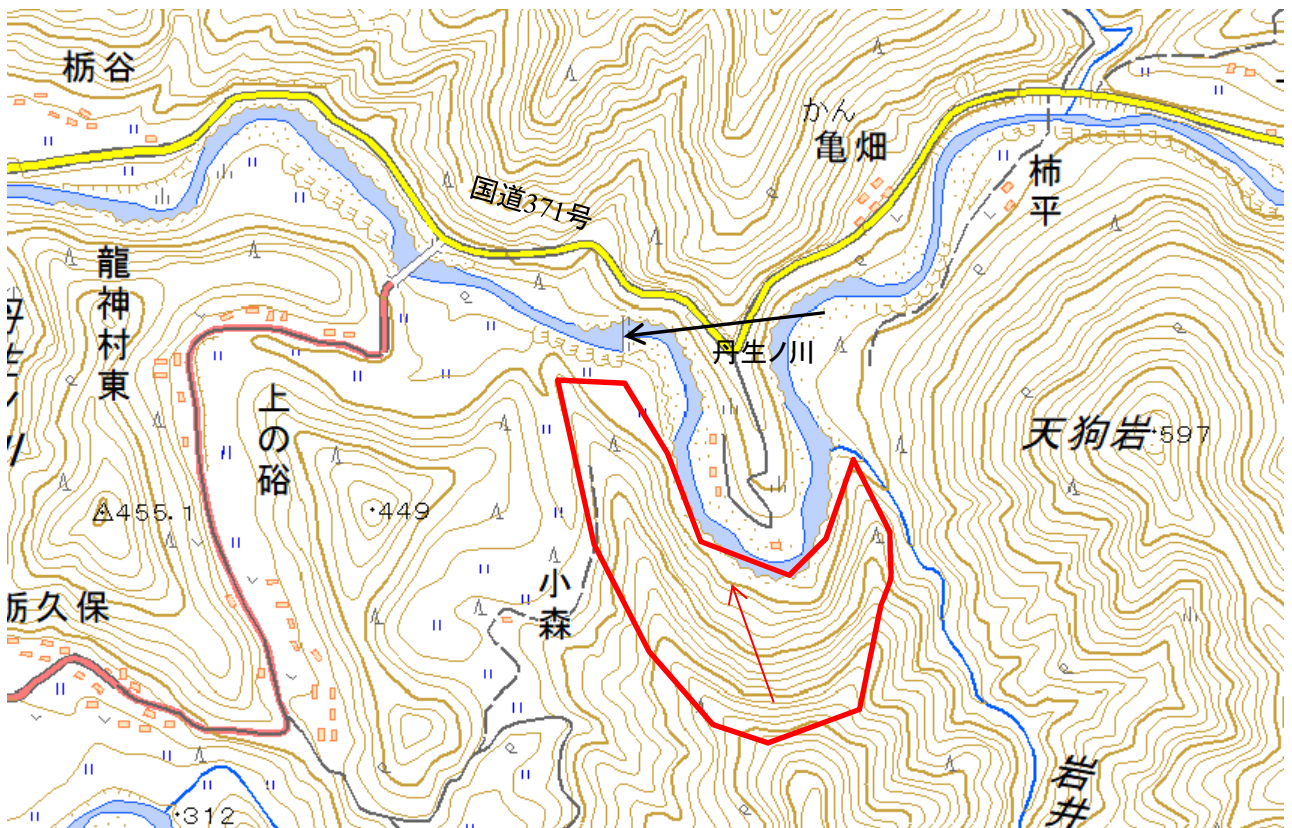 栃谷
かん
亀畑
柿平
国道371号
龍神村東
丹生ノ川
上の硲
天狗岩
597
455.1
449
小森
栃久保
岩井
312